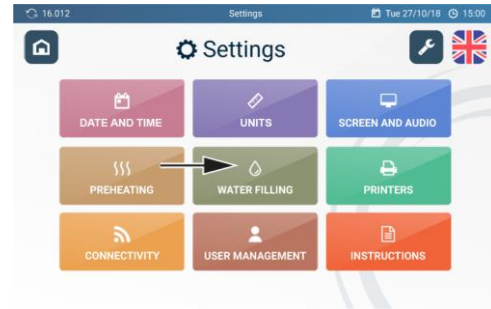 16.012 Settings Tue 27/10/18 15:00
Settings
DATE AND TIME UNITS SCREEN AND AUDIO
PREHEATING WATER FILLING PRINTERS
CONNECTIVITY USER MANAGEMENT INSTRUCTIONS